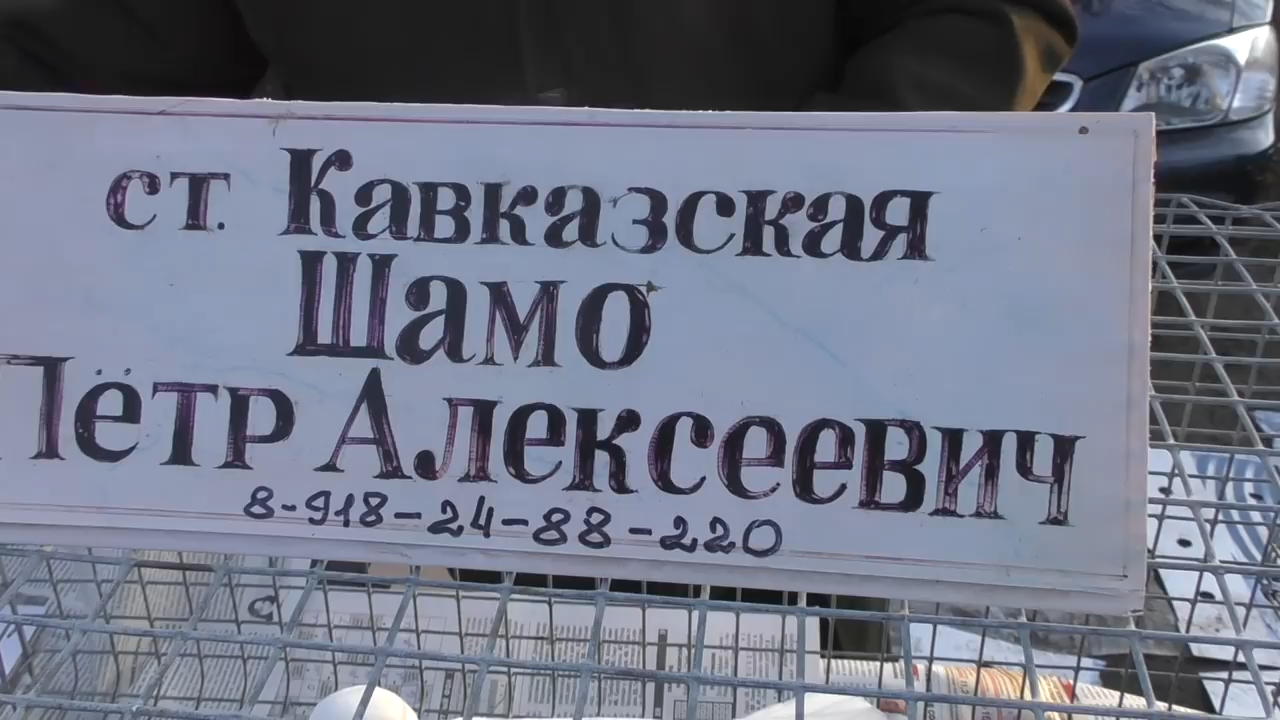 ст. Кавказская
Шамо
Пётр Алексеевич
8-918-24-88-220